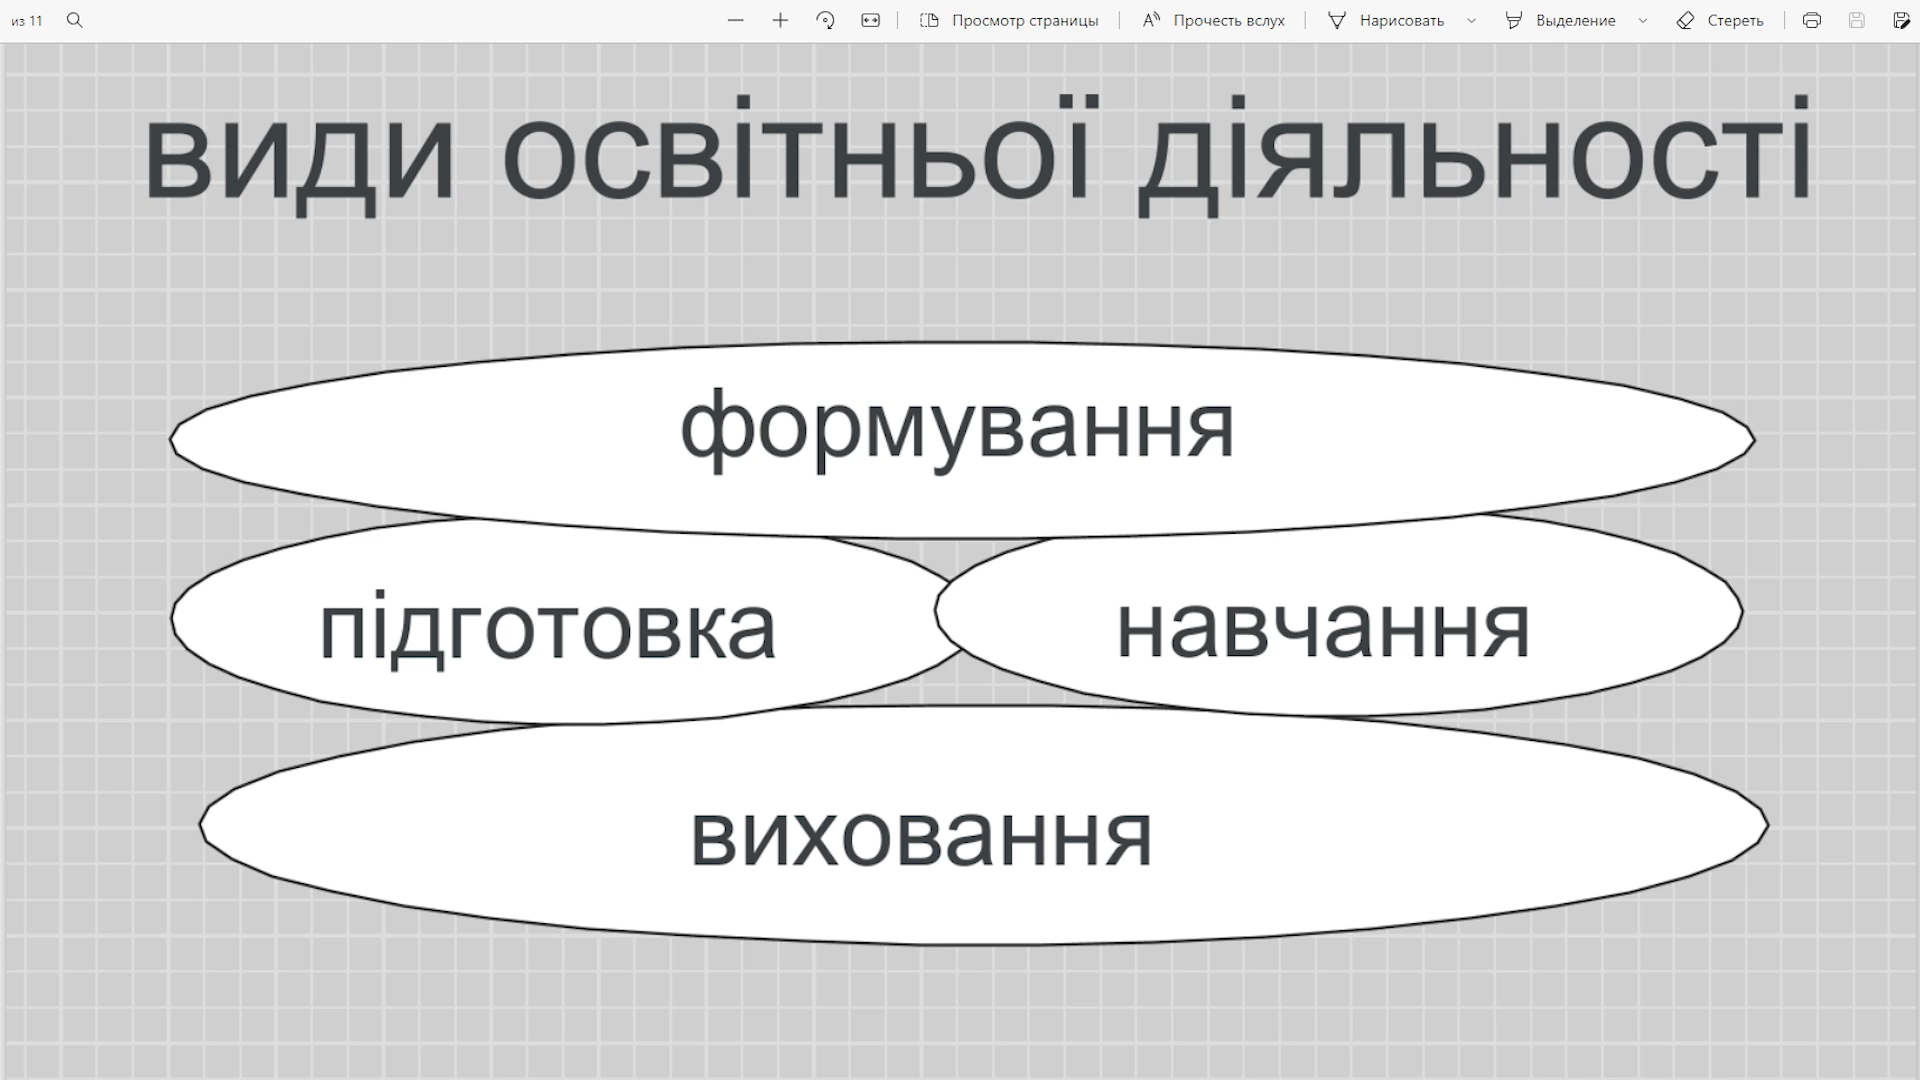 из 11 Просмотр страницы Прочесть вслух Нарисовать Выделение Стереть
види освітньої діяльності
формування
підготовка навчання
виховання